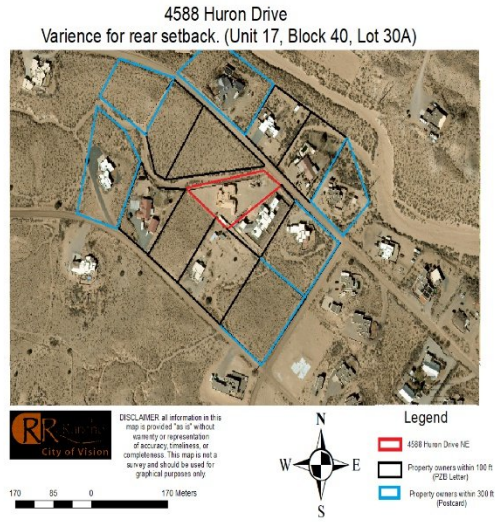 4588 Huron Drive
Varience for rear setback. (Unit 17, Block 40, Lot 30A)
RR
City of Vision
DISCLAIMER all information in this
map is provided "as is" without
warrenty or representation
of accuracy, timeliness, or
completeness. This map is not a
survey and should be used for
graphical purposes only.
170 85 0 170 Meters
N
W E
S
Legend
4588 Huron Drive NE
Property owners within 100 ft
(PZB Letter)
Property owners within 300 ft
(Postcard)